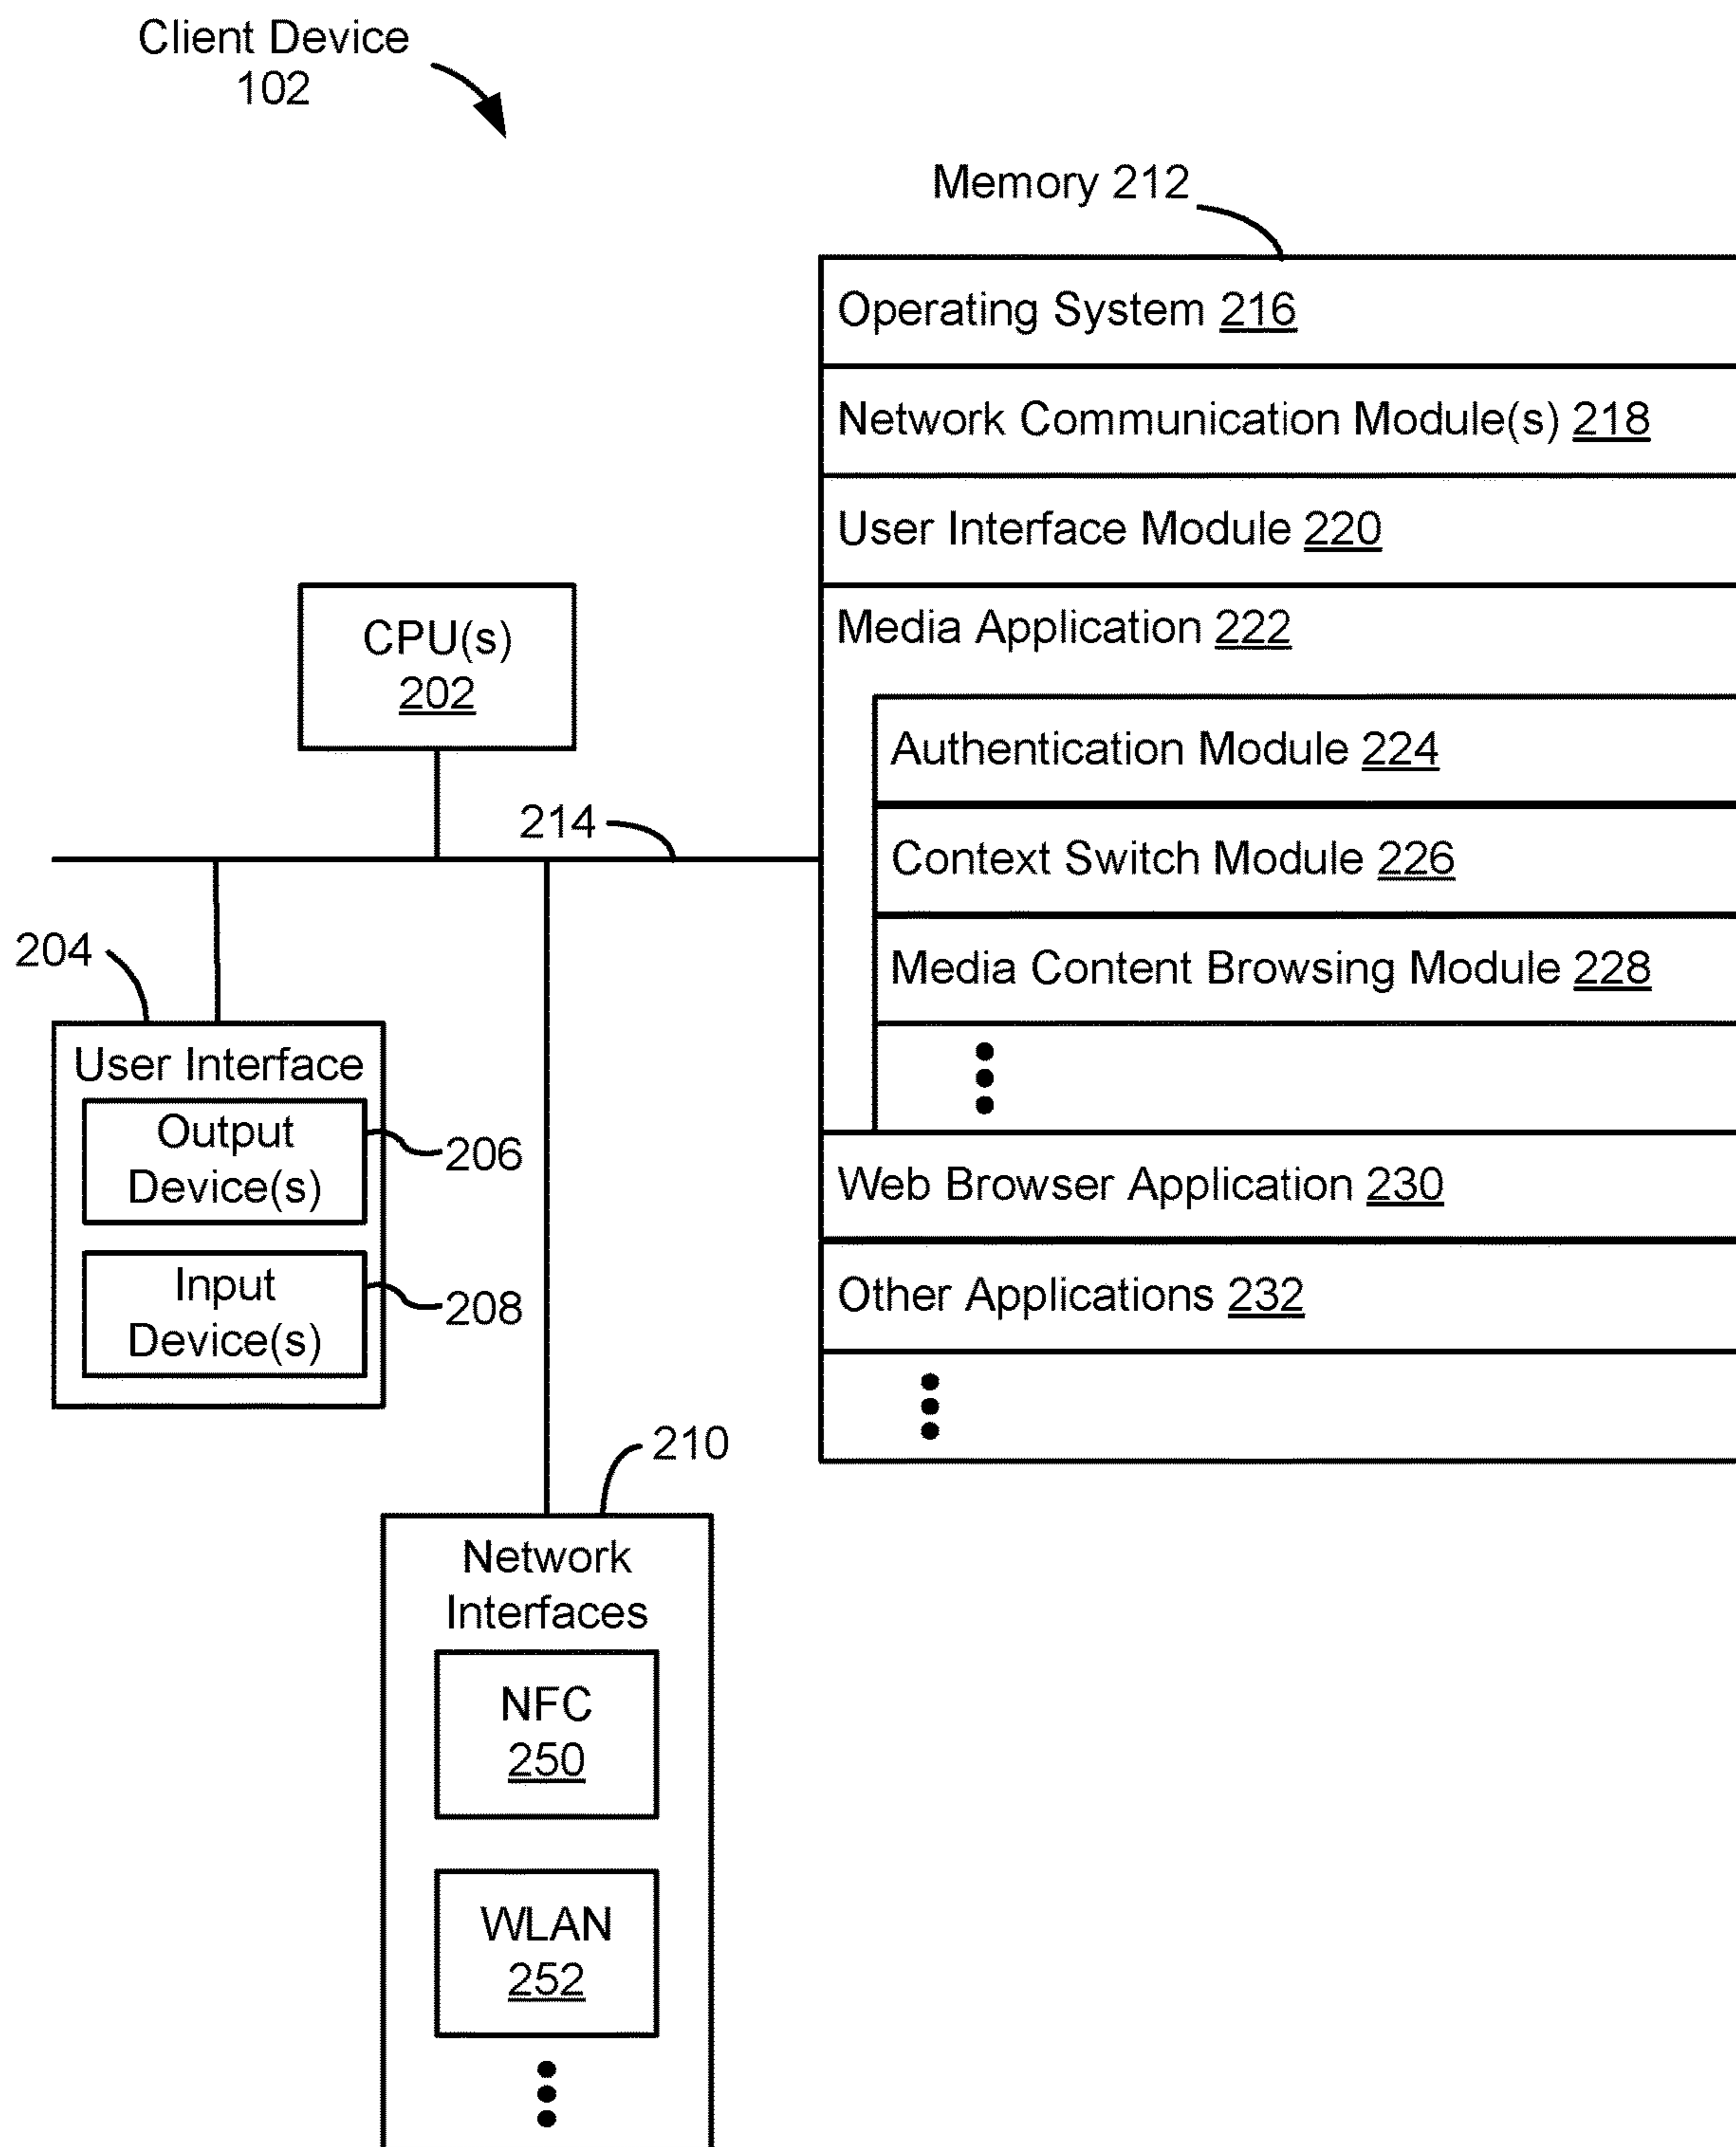 Client Device
102
Memory 212
Operating System 216
Network Communication Module(s) 218
User Interface Module 220
Media Application 222
Authentication Module 224
Context Switch Module 226
Media Content Browsing Module 228
Web Browser Application 230
Other Applications 232
CPU(s)
202
214
204
User Interface
Output
Device(s)
206
Input
Device(s)
208
210
Network
Interfaces
NFC
250
WLAN
252